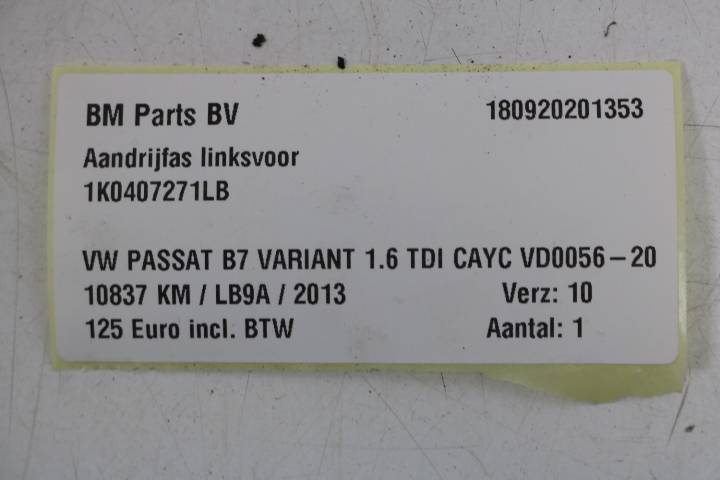 BM Parts BV 180920201353
Aandrijfas linksvoor
1K0407271LB
VW PASSAT B7 VARIANT 1.6 TDI CAYC VD0056-20
10837 KM / LB9A / 2013 Verz: 10
125 Euro incl. BTW Aantal: 1